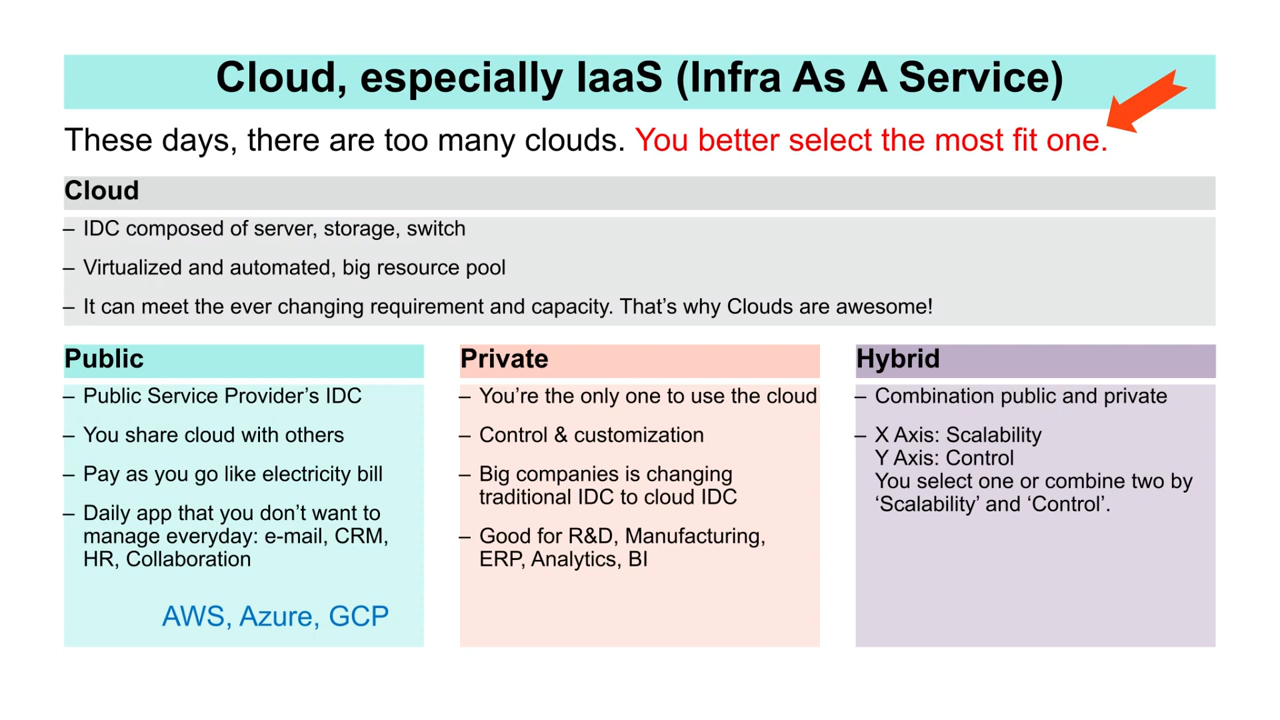 Cloud, especially IaaS (Infra As A Service)
These days, there are too many clouds. You better select the most fit one.
Cloud
– IDC composed of server, storage, switch
– Virtualized and automated, big resource pool
– It can meet the ever changing requirement and capacity. That’s why Clouds are awesome!
Public
– Public Service Provider’s IDC
– You share cloud with others
– Pay as you go like electricity bill
– Daily app that you don’t want to
manage everyday: e-mail, CRM,
HR, Collaboration
AWS, Azure, GCP
Private
– You’re the only one to use the cloud
– Control & customization
– Big companies is changing
traditional IDC to cloud IDC
– Good for R&D, Manufacturing,
ERP, Analytics, BI
Hybrid
– Combination public and private
– X Axis: Scalability
Y Axis: Control
You select one or combine two by
‘Scalability’ and ‘Control’.